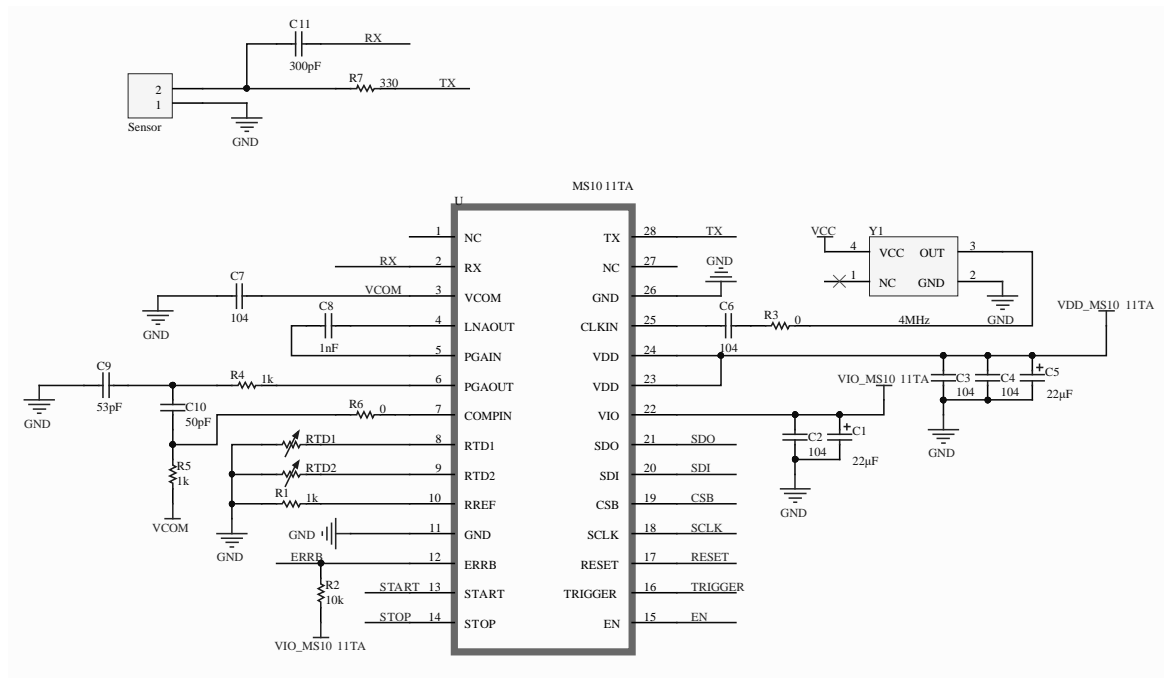 C11
RX
300pF
R7 330 TX
2
1
Sensor
GND
MS10 11TA
U
1 NC
RX 2 RX
C7
104
GND
VCOM 3 VCOM
C8
1nF
4 LNAOUT
5 PGAIN
C9
53pF
GND
R4 1k 6 PGAOUT
C10
50pF
R6 0 7 COMPIN
R5
1k
VCOM
RTD1 8 RTD1
RTD2 9 RTD2
R1 1k 10 RREF
GND
GND 11 GND
ERRB 12 ERRB
R2
10k
VIO_MS10 11TA
START 13 START
STOP 14 STOP
TX 28 TX
NC 27
GND
GND 26
CLKIN 25
C6
104
R3 0
4MHz
VDD 24
VDD 23
VIO 22
SDO 21 SDO
SDI 20 SDI
CSB 19 CSB
SCLK 18 SCLK
RESET 17 RESET
TRIGGER 16 TRIGGER
EN 15 EN
VCC
Y1
4 VCC OUT 3
1 NC GND 2
GND
VDD_MS10 11TA
VIO_MS10 11TA
C3
104
C4
104
+
C5
22μF
GND
C2
104
+
C1
22μF
GND